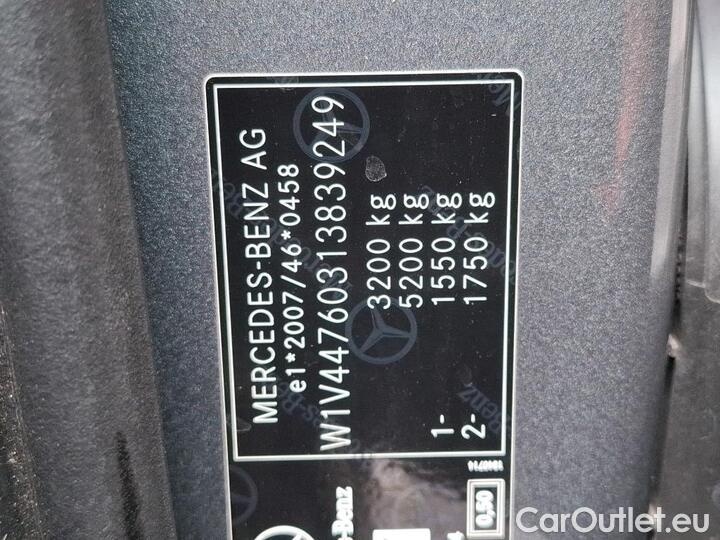 MERCEDES-BENZ AG
e1*2007/46*0458
W1V44760313839249
3200 kg
5200 kg
1- 1550 kg
2- 1750 kg
0,50
CarOutlet.eu